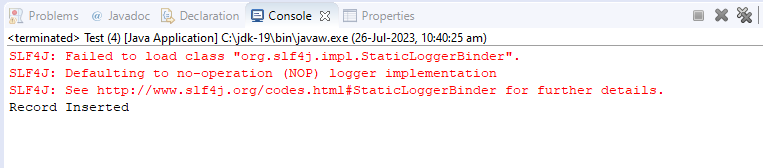 Problems Javadoc Declaration Console Properties
<terminated> Test (4) [Java Application] C:\jdk-19\bin\javaw.exe (26-Jul-2023, 10:40:25 am)
SLF4J: Failed to load class "org.slf4j.impl.StaticLoggerBinder".
SLF4J: Defaulting to no-operation (NOP) logger implementation
SLF4J: See http://www.slf4j.org/codes.html#StaticLoggerBinder for further details.
Record Inserted